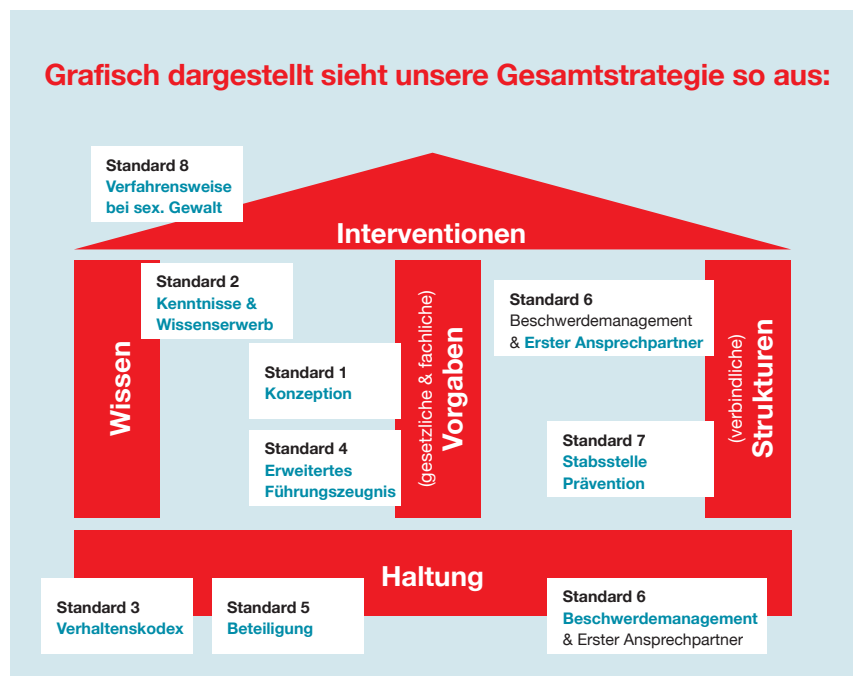 Grafisch dargestellt sieht unsere Gesamtstrategie so aus:
Standard 8
Verfahrensweise
bei sex. Gewalt
Interventionen
Wissen
Standard 2
Kenntnisse &
Wissenserwerb
Standard 1
Konzeption
Standard 4
Erweitertes
Führungszeugnis
(gesetzliche & fachliche)
Vorgaben
Standard 6
Beschwerdemanagement
& Erster Ansprechpartner
Standard 7
Stabsstelle
Prävention
(verbindliche)
Strukturen
Haltung
Standard 3
Verhaltenskodex
Standard 5
Beteiligung
Standard 6
Beschwerdemanagement
& Erster Ansprechpartner